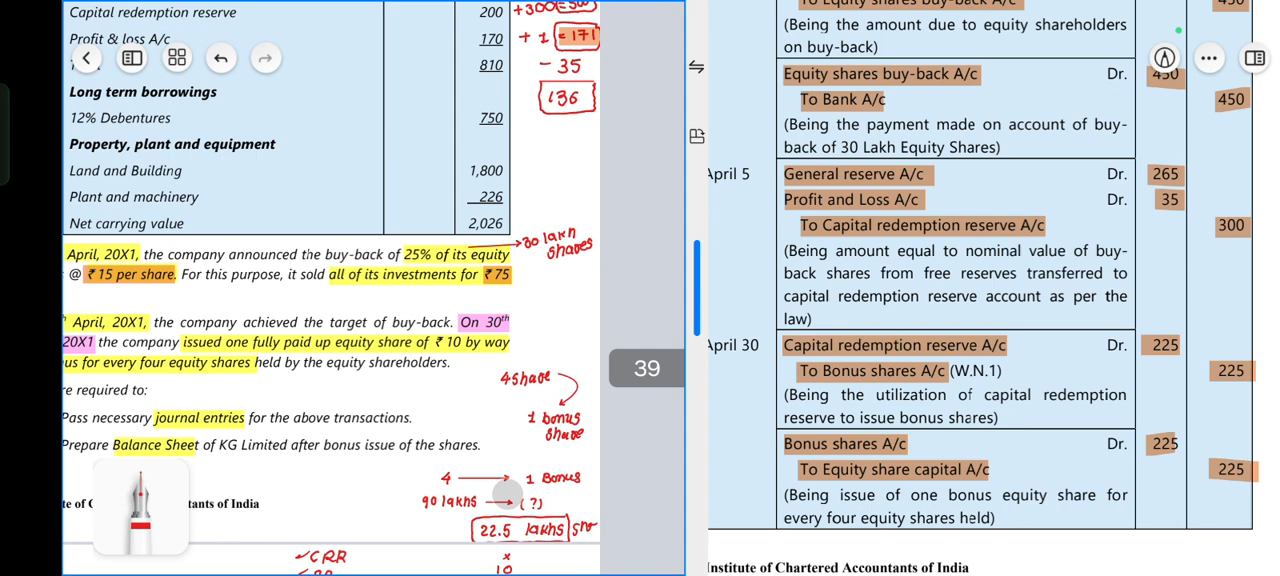 Capital redemption reserve 200 +300
Profit & loss A/c 170 + 1 = 171
810 - 35
136
Long term borrowings
12% Debentures 750
Property, plant and equipment
Land and Building 1,800
Plant and machinery 226
Net carrying value 2,026
April, 20X1, the company announced the buy-back of 25% of its equity
30 lakh shares
@ ₹ 15 per share. For this purpose, it sold all of its investments for ₹ 75
April, 20X1, the company achieved the target of buy-back. On 30th
20X1 the company issued one fully paid up equity share of ₹ 10 by way
us for every four equity shares held by the equity shareholders.
re required to:
4 share
1 bonus share
Pass necessary journal entries for the above transactions.
Prepare Balance Sheet of KG Limited after bonus issue of the shares.
4 → 1 Bonus
90 lakhs → (?)
22.5 lakhs
te of C
tants of India
CRR x
10
39
To Equity shares buy-back A/c 450
(Being the amount due to equity shareholders
on buy-back)
Equity shares buy-back A/c Dr. 450
To Bank A/c 450
(Being the payment made on account of buy-
back of 30 Lakh Equity Shares)
April 5 General reserve A/c Dr. 265
Profit and Loss A/c Dr. 35
To Capital redemption reserve A/c 300
(Being amount equal to nominal value of buy-
back shares from free reserves transferred to
capital redemption reserve account as per the
law)
April 30 Capital redemption reserve A/c Dr. 225
To Bonus shares A/c (W.N.1) 225
(Being the utilization of capital redemption
reserve to issue bonus shares)
Bonus shares A/c Dr. 225
To Equity share capital A/c 225
(Being issue of one bonus equity share for
every four equity shares held)
Institute of Chartered Accountants of India